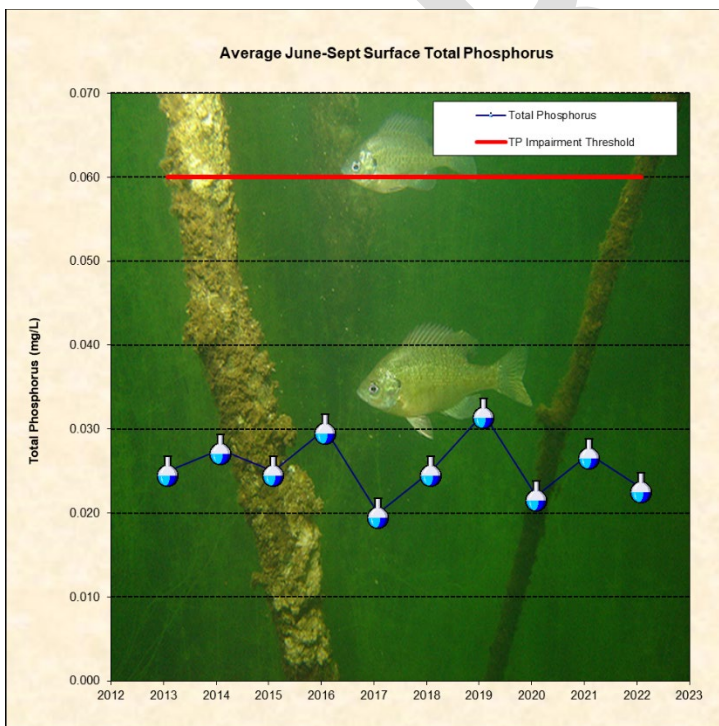 Average June-Sept Surface Total Phosphorus
Total Phosphorus
TP Impairment Threshold
Total Phosphorus (mg/L)
0.070
0.060
0.050
0.040
0.030
0.020
0.010
0.000
2012 2013 2014 2015 2016 2017 2018 2019 2020 2021 2022 2023